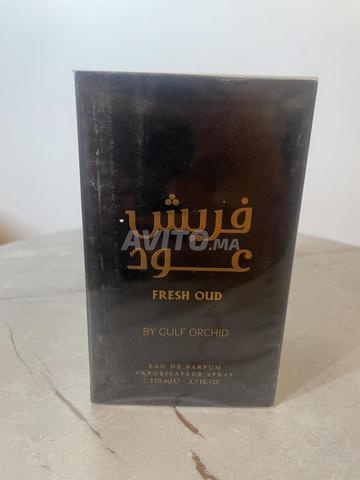 فريش
عود
AVITO.MA
FRESH OUD
BY GULF ORCHID
EAU DE PARFUM
VAPORISATEUR SPRAY
110 ml ℮ 3.7 FL OZ